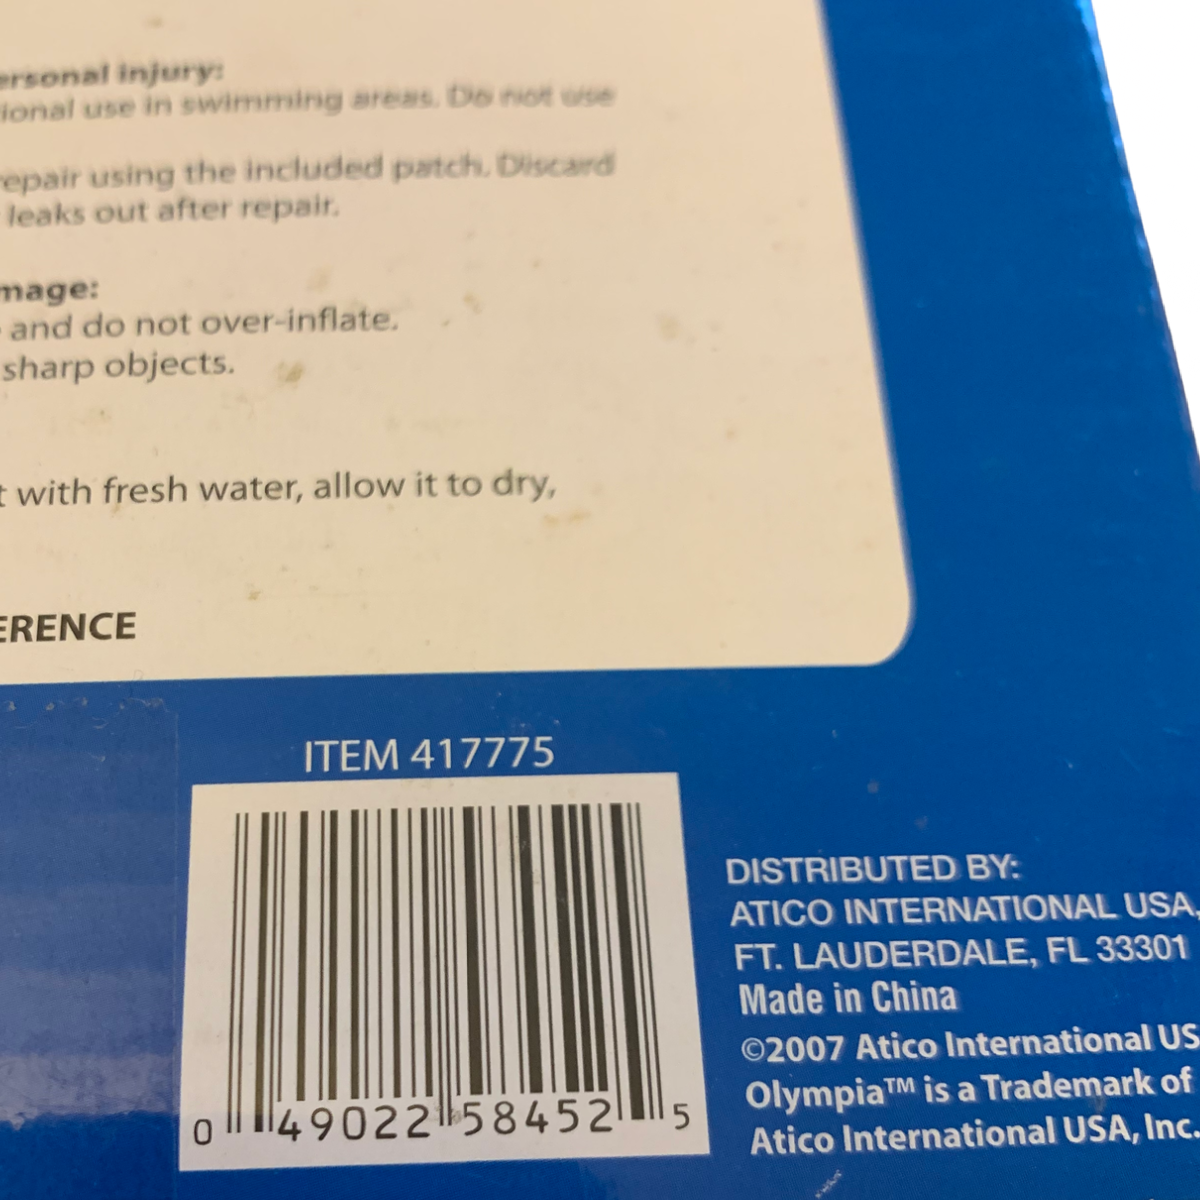 ersonal injury:
ional use in swimming areas. Do not use
repair using the included patch. Discard
leaks out after repair.
mage:
and do not over-inflate.
sharp objects.
t with fresh water, allow it to dry,
ERENCE
ITEM 417775
0 49022 58452 5
DISTRIBUTED BY:
ATICO INTERNATIONAL USA,
FT. LAUDERDALE, FL 33301
Made in China
©2007 Atico International US
Olympia™ is a Trademark of
Atico International USA, Inc.